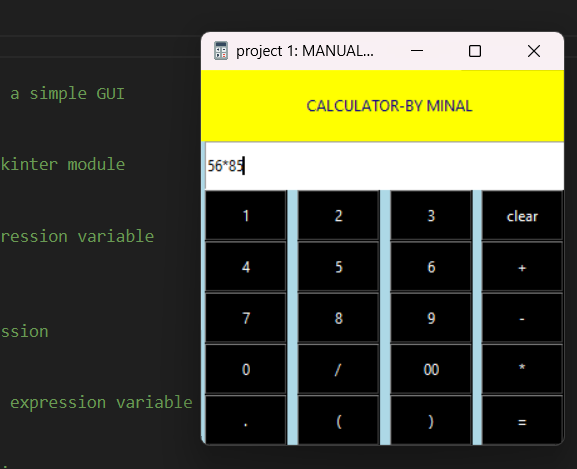 a simple GUI
kinter module
ression variable
ssion
expression variable
project 1: MANUAL...
CALCULATOR-BY MINAL
56*85
1 2 3 clear
4 5 6 +
7 8 9 -
0 / 00 *
. ( ) =